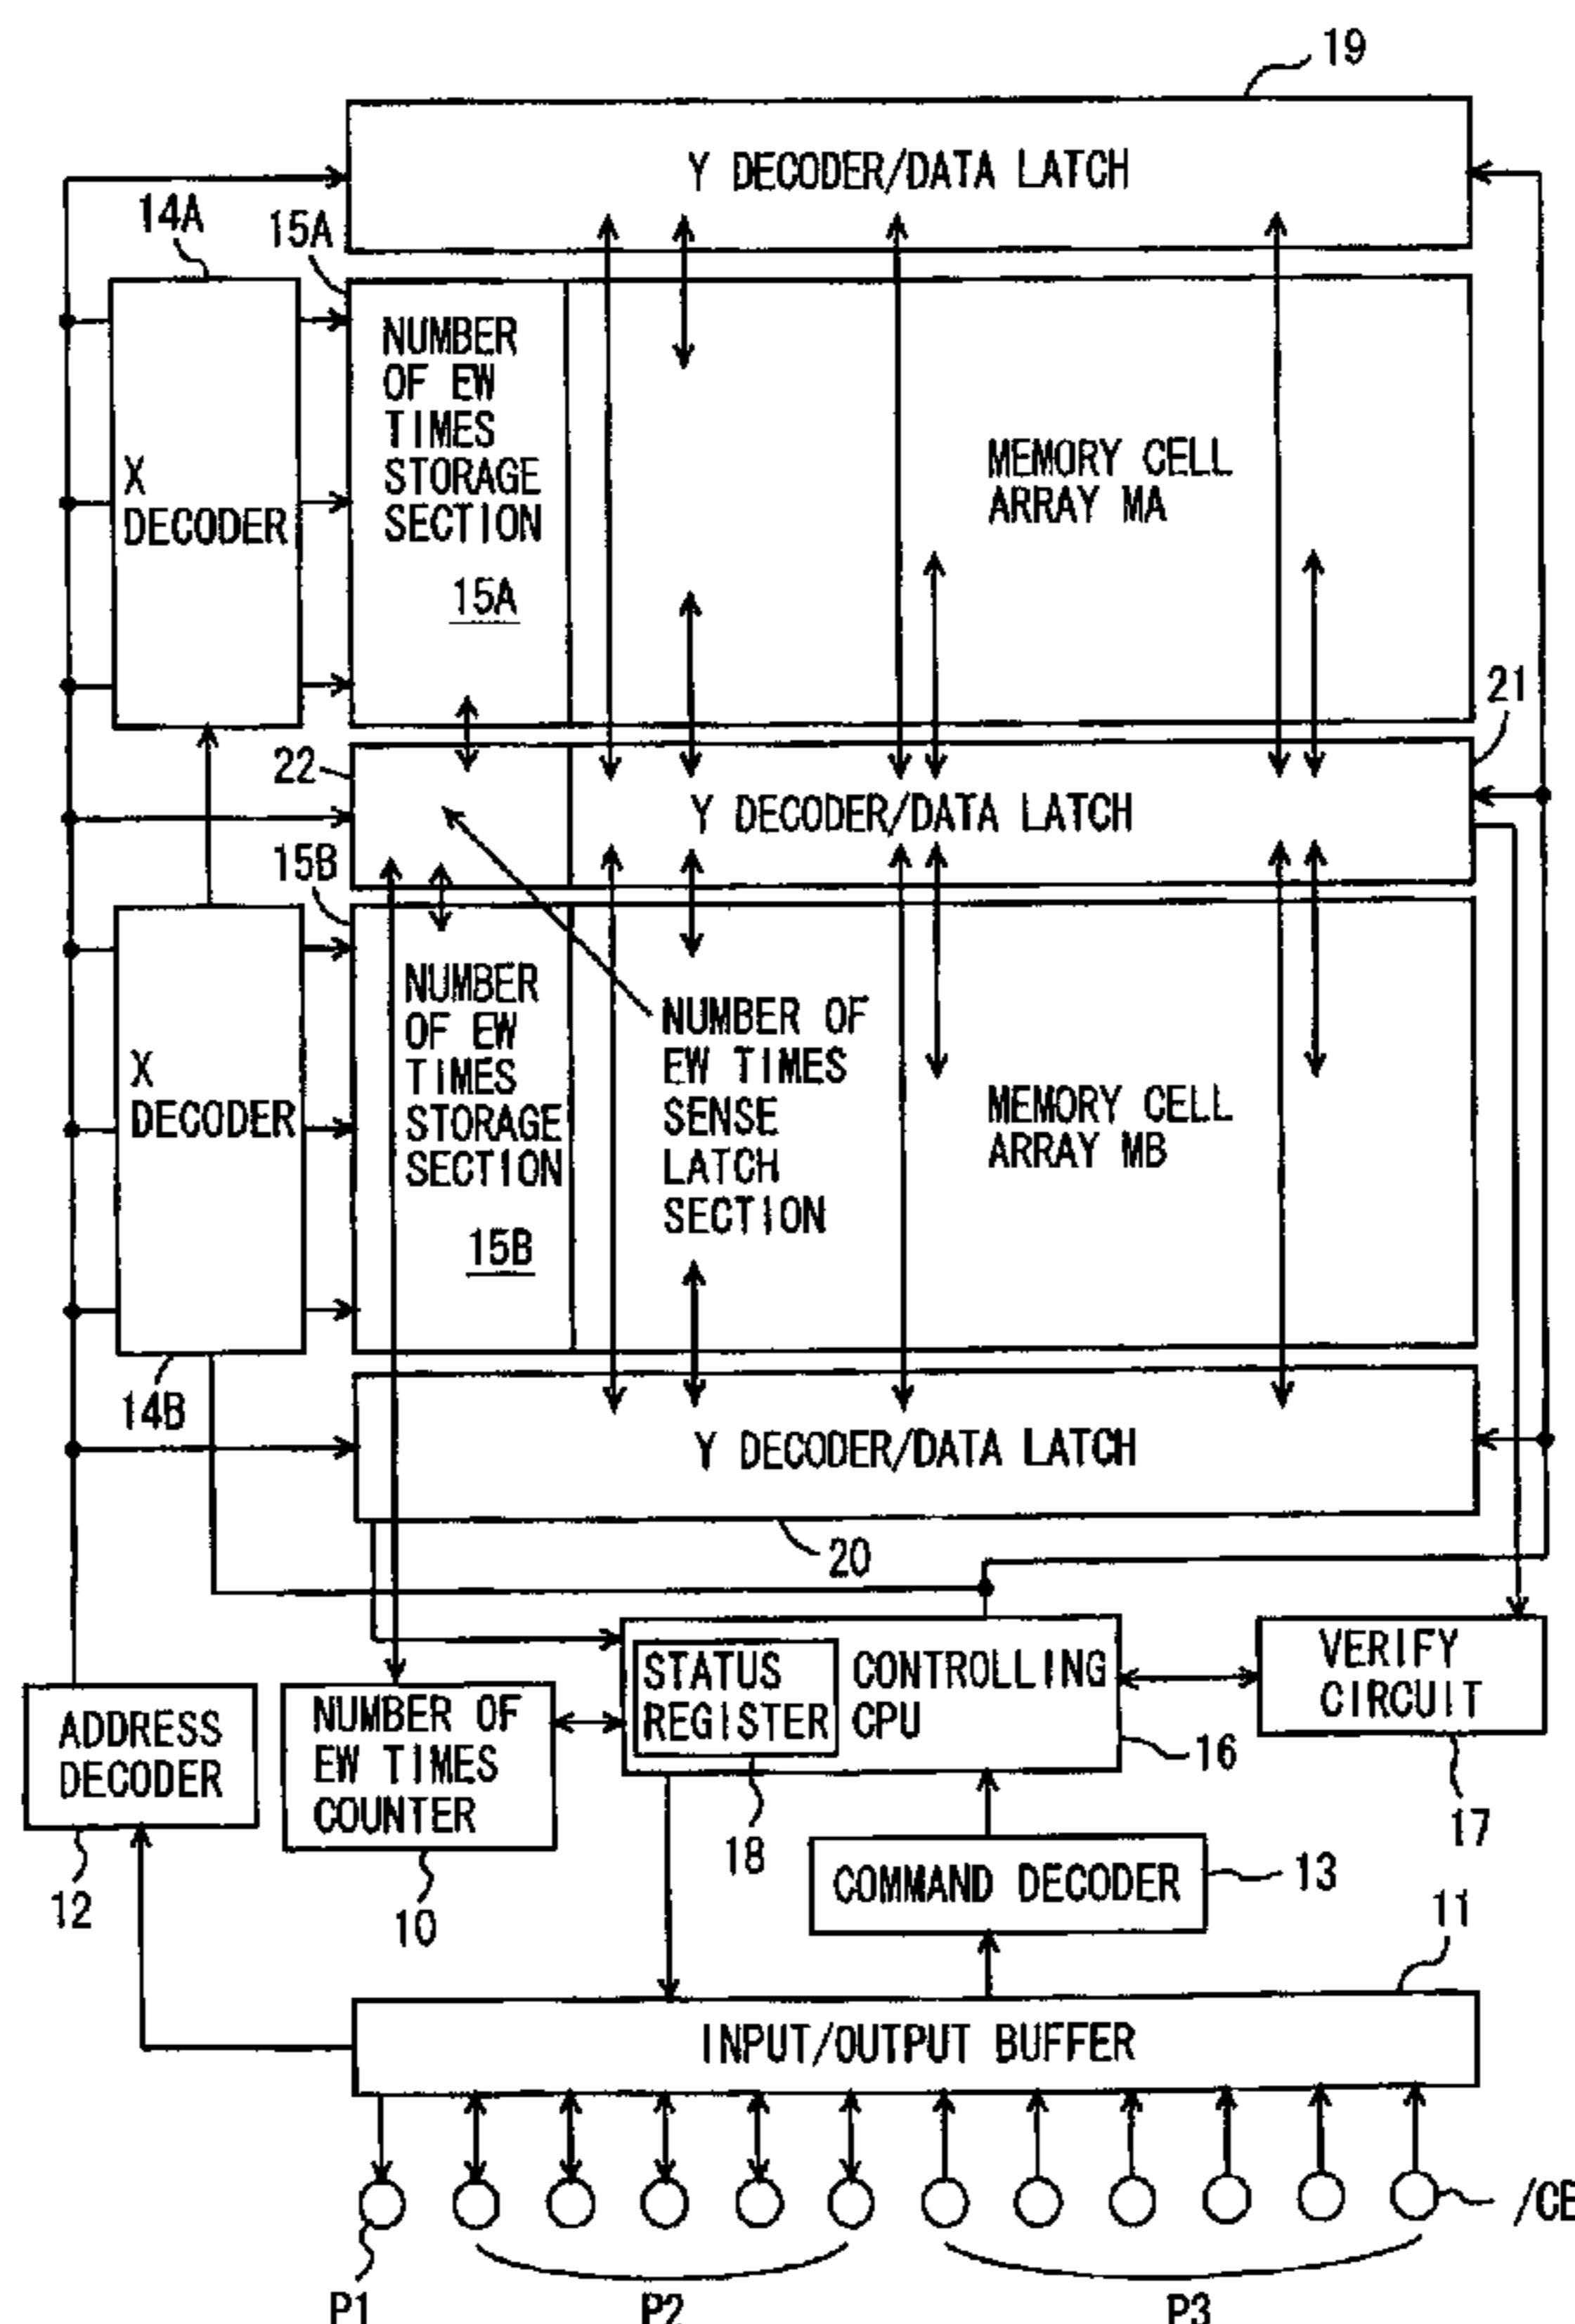 19
Y DECODER/DATA LATCH
14A
15A
NUMBER
OF EW
TIMES
STORAGE
SECTION
15A
X
DECODER
MEMORY CELL
ARRAY MA
21
22
Y DECODER/DATA LATCH
15B
NUMBER
OF EW
TIMES
STORAGE
SECTION
15B
X
DECODER
NUMBER OF
EW TIMES
SENSE
LATCH
SECTION
MEMORY CELL
ARRAY MB
14B
Y DECODER/DATA LATCH
20
ADDRESS
DECODER
12
NUMBER OF
EW TIMES
COUNTER
10
STATUS
REGISTER
18
CONTROLLING
CPU
16
VERIFY
CIRCUIT
17
COMMAND DECODER
13
11
INPUT/OUTPUT BUFFER
/CE
P1
P2
P3